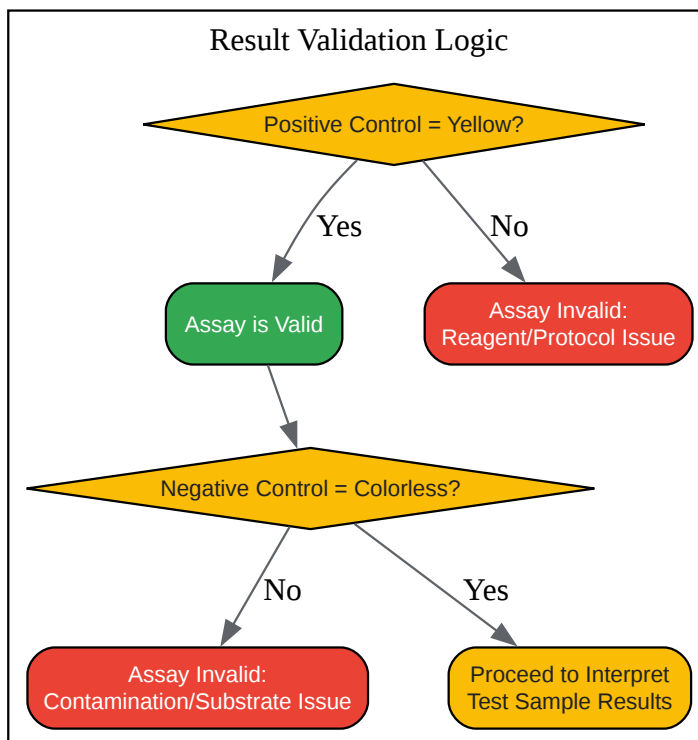 Result Validation Logic
Positive Control = Yellow?
Yes
No
Assay is Valid
Assay Invalid:
Reagent/Protocol Issue
Negative Control = Colorless?
No
Yes
Assay Invalid:
Contamination/Substrate Issue
Proceed to Interpret
Test Sample Results